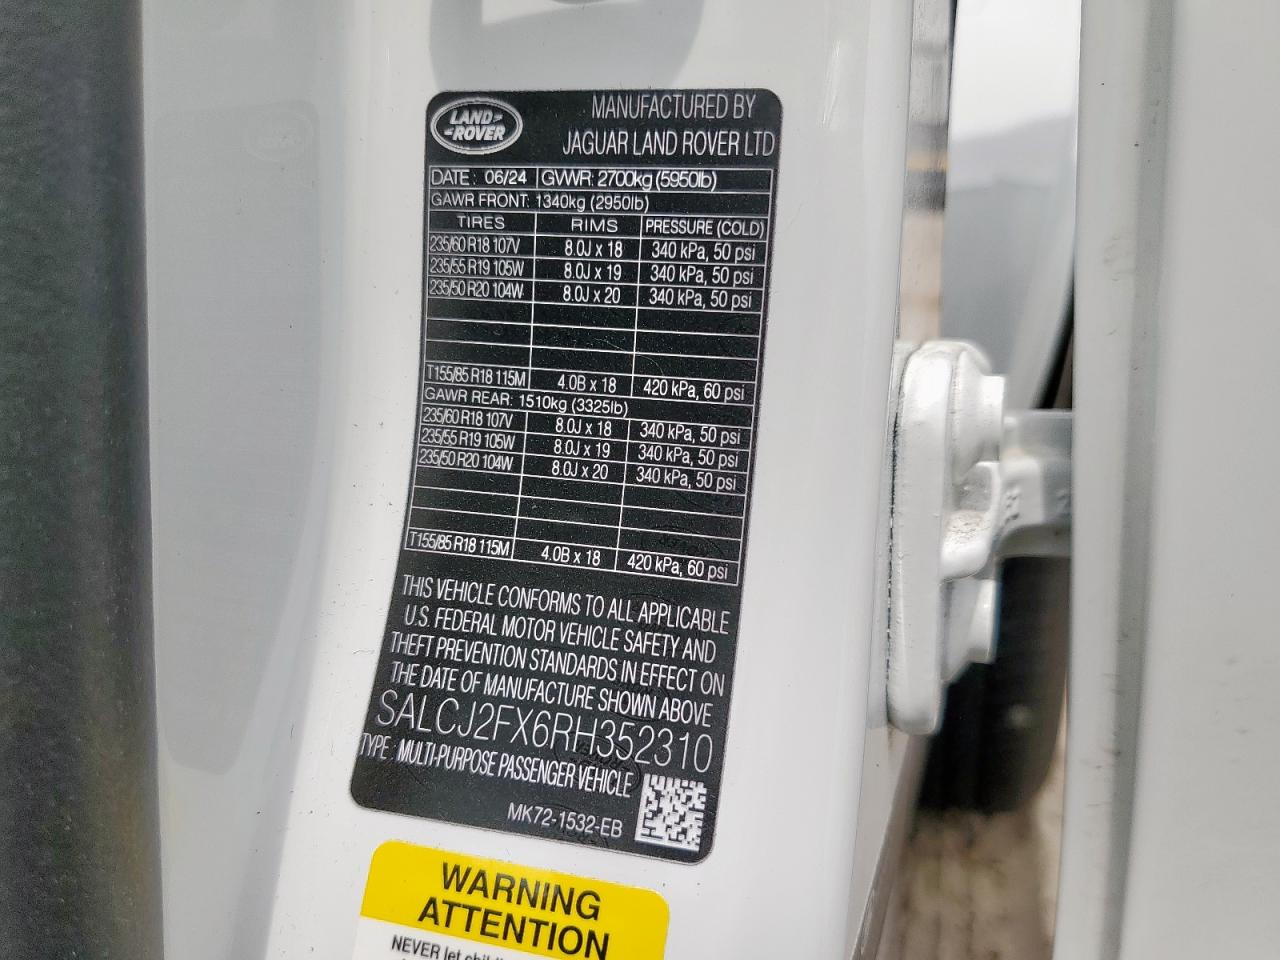 LAND-
-ROVER
MANUFACTURED BY
JAGUAR LAND ROVER LTD
DATE: 06/24 GVWR: 2700kg (5950lb)
GAWR FRONT: 1340kg (2950lb)
TIRES RIMS PRESSURE (COLD)
235/60 R18 107V 8.0J x 18 340 kPa, 50 psi
235/55 R19 105W 8.0J x 19 340 kPa, 50 psi
235/50 R20 104W 8.0J x 20 340 kPa, 50 psi
T155/85 R18 115M 4.0B x 18 420 kPa, 60 psi
GAWR REAR: 1510kg (3325lb)
235/60 R18 107V 8.0J x 18 340 kPa, 50 psi
235/55 R19 105W 8.0J x 19 340 kPa, 50 psi
235/50 R20 104W 8.0J x 20 340 kPa, 50 psi
T155/85 R18 115M 4.0B x 18 420 kPa, 60 psi
THIS VEHICLE CONFORMS TO ALL APPLICABLE
U.S. FEDERAL MOTOR VEHICLE SAFETY AND
THEFT PREVENTION STANDARDS IN EFFECT ON
THE DATE OF MANUFACTURE SHOWN ABOVE
SALCJ2FX6RH352310
TYPE: MULTI-PURPOSE PASSENGER VEHICLE
MK72-1532-EB
WARNING
ATTENTION
NEVER let